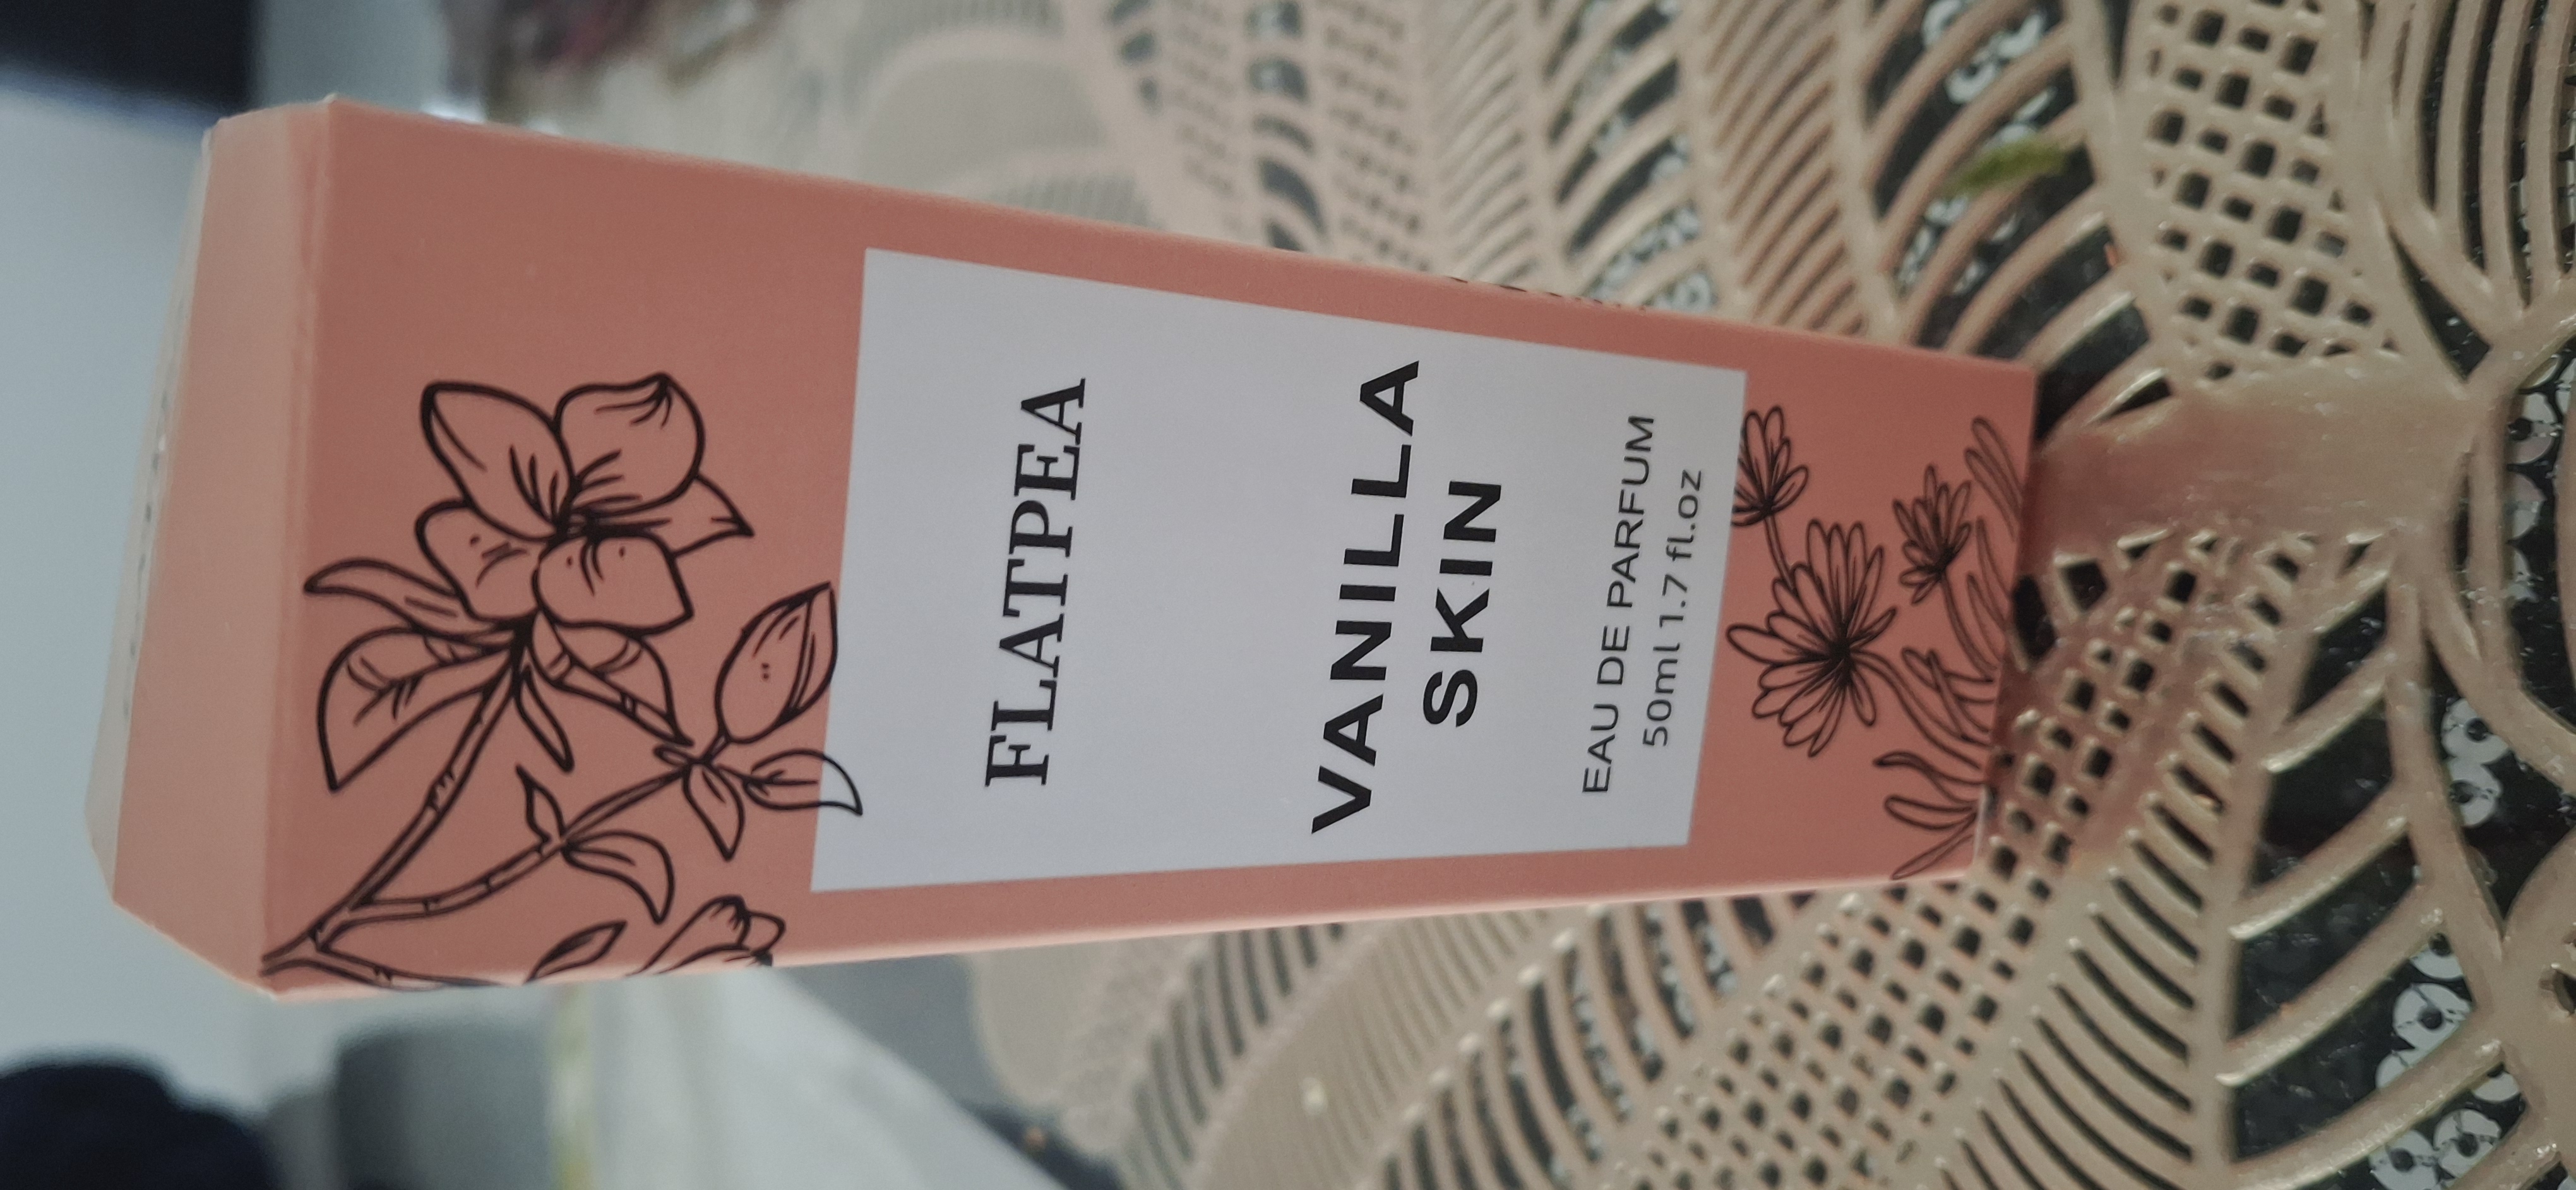 FLATPEA
VANILLA
SKIN
EAU DE PARFUM
50ml 1.7 fl.oz